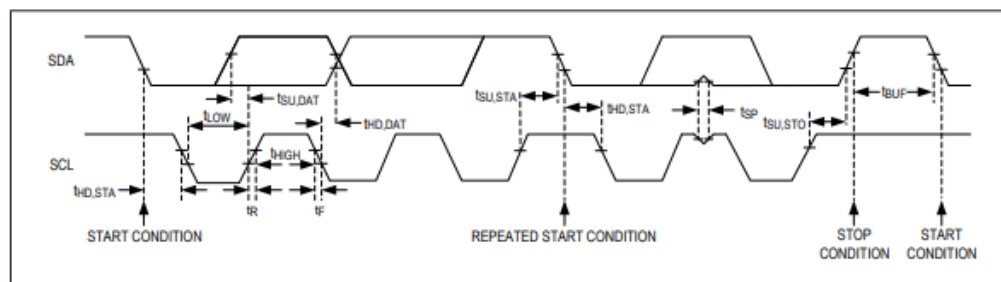 SDA
tSU,DAT
tLOW
tHD,DAT
tSU,STA
tHD,STA
tSP
tSU,STO
tBUF
SCL
tHIGH
tHD,STA
tR
tF
START CONDITION
REPEATED START CONDITION
STOP
CONDITION
START
CONDITION